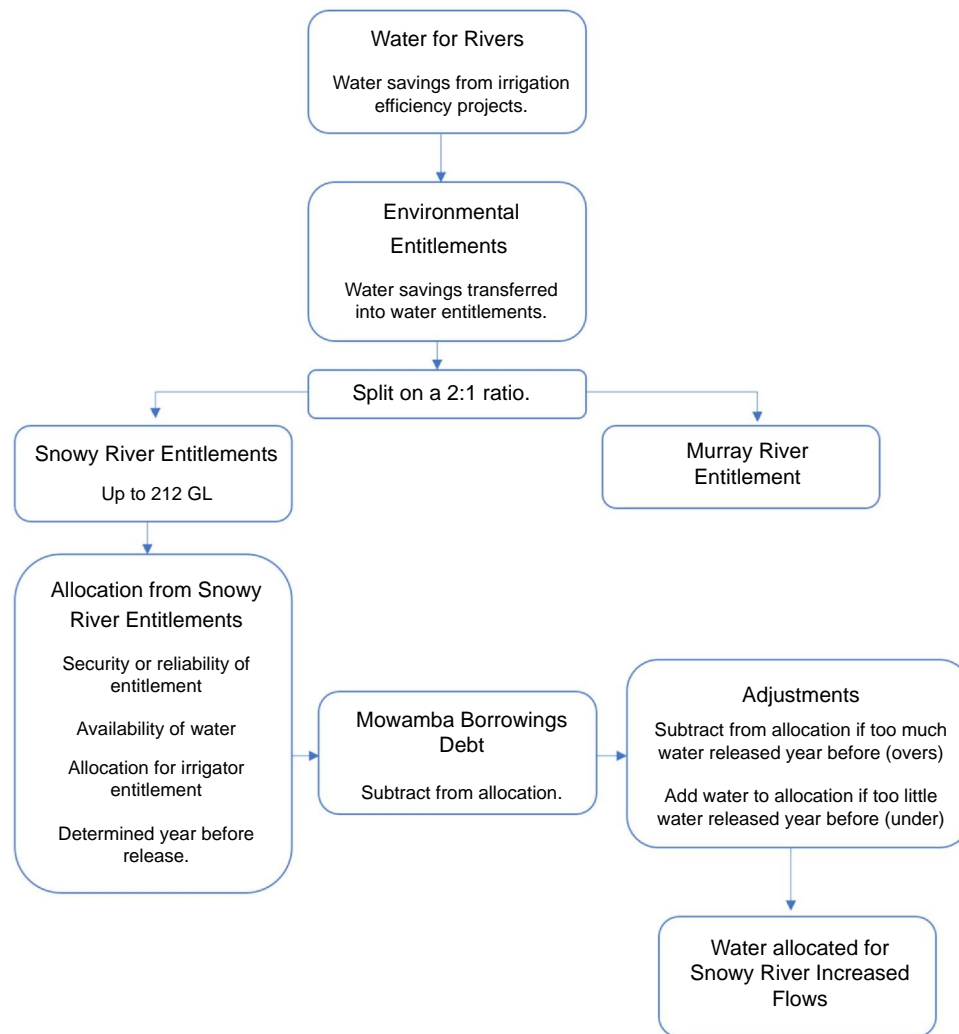 Water for Rivers
Water savings from irrigation
efficiency projects.
Environmental
Entitlements
Water savings transferred
into water entitlements.
Split on a 2:1 ratio.
Snowy River Entitlements
Up to 212 GL
Murray River
Entitlement
Allocation from Snowy
River Entitlements
Security or reliability of
entitlement
Availability of water
Allocation for irrigator
entitlement
Determined year before
release.
Mowamba Borrowings
Debt
Subtract from allocation.
Adjustments
Subtract from allocation if too much
water released year before (overs)
Add water to allocation if too little
water released year before (under)
Water allocated for
Snowy River Increased
Flows